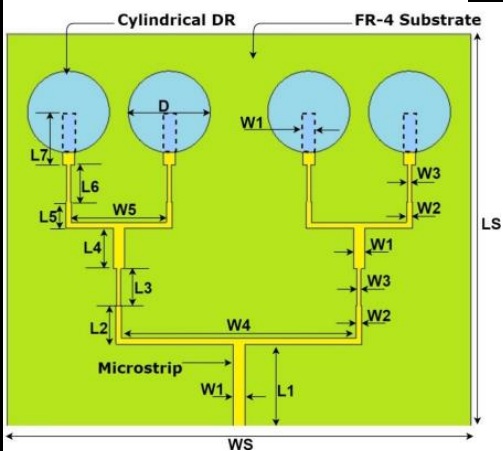 Cylindrical DR
FR-4 Substrate
D
W1
L7
L6
W3
L5
W5
W2
LS
L4
W1
L3
W3
L2
W4
W2
Microstrip
W1
L1
WS